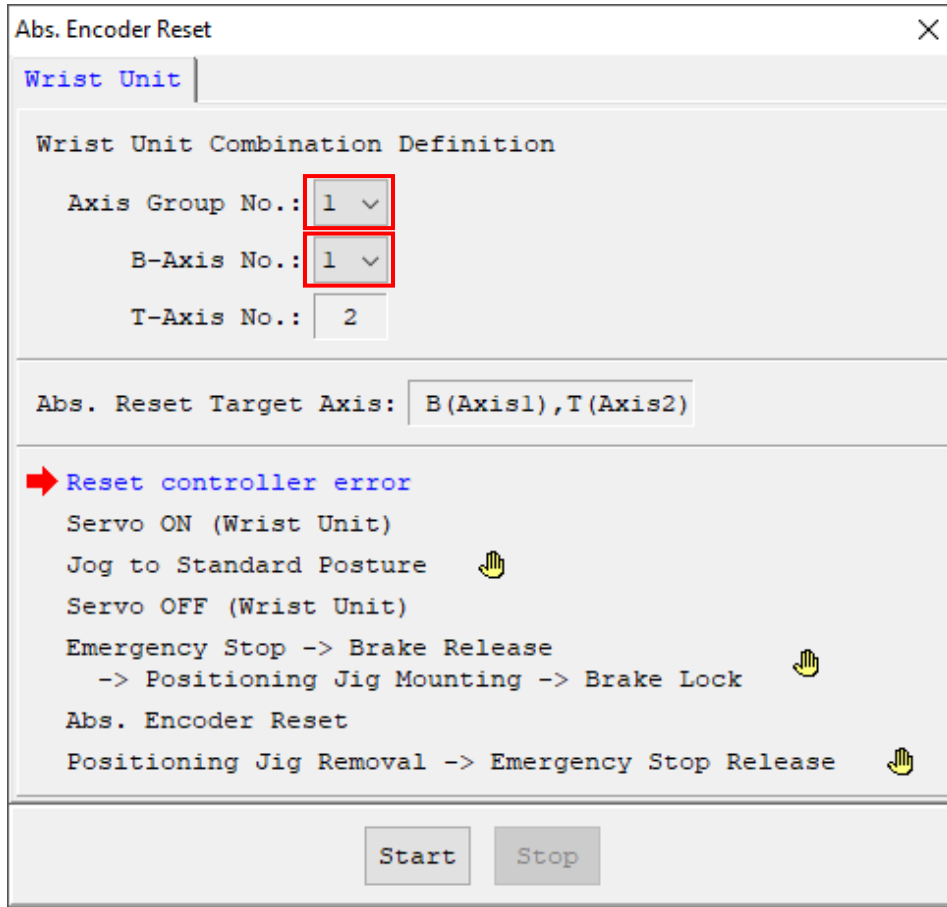 Abs. Encoder Reset
Wrist Unit
Wrist Unit Combination Definition
Axis Group No.: 1
B-Axis No.: 1
T-Axis No.: 2
Abs. Reset Target Axis: B(Axis1),T(Axis2)
Reset controller error
Servo ON (Wrist Unit)
Jog to Standard Posture
Servo OFF (Wrist Unit)
Emergency Stop -> Brake Release
-> Positioning Jig Mounting -> Brake Lock
Abs. Encoder Reset
Positioning Jig Removal -> Emergency Stop Release
Start Stop